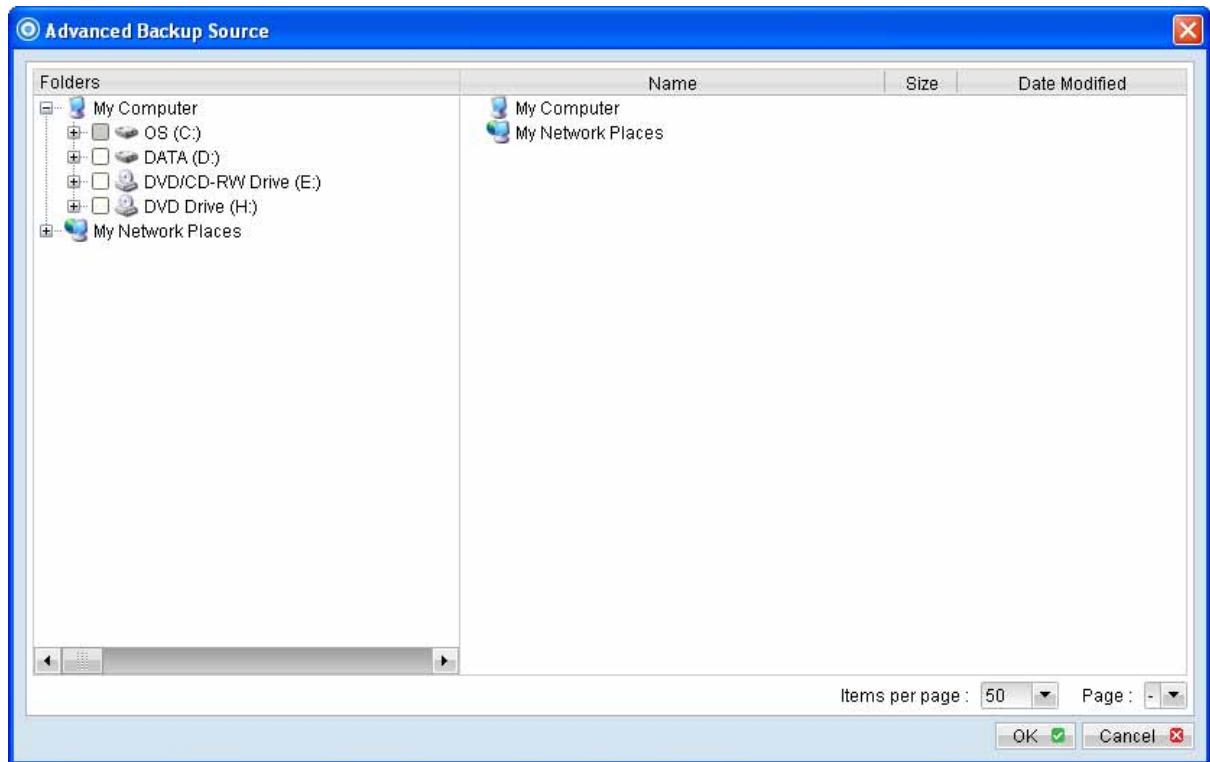 Advanced Backup Source
Folders
Name
Size
Date Modified
My Computer
OS (C:)
DATA (D:)
DVD/CD-RW Drive (E:)
DVD Drive (H:)
My Network Places
My Computer
My Network Places
Items per page : 50
Page : -
OK
Cancel